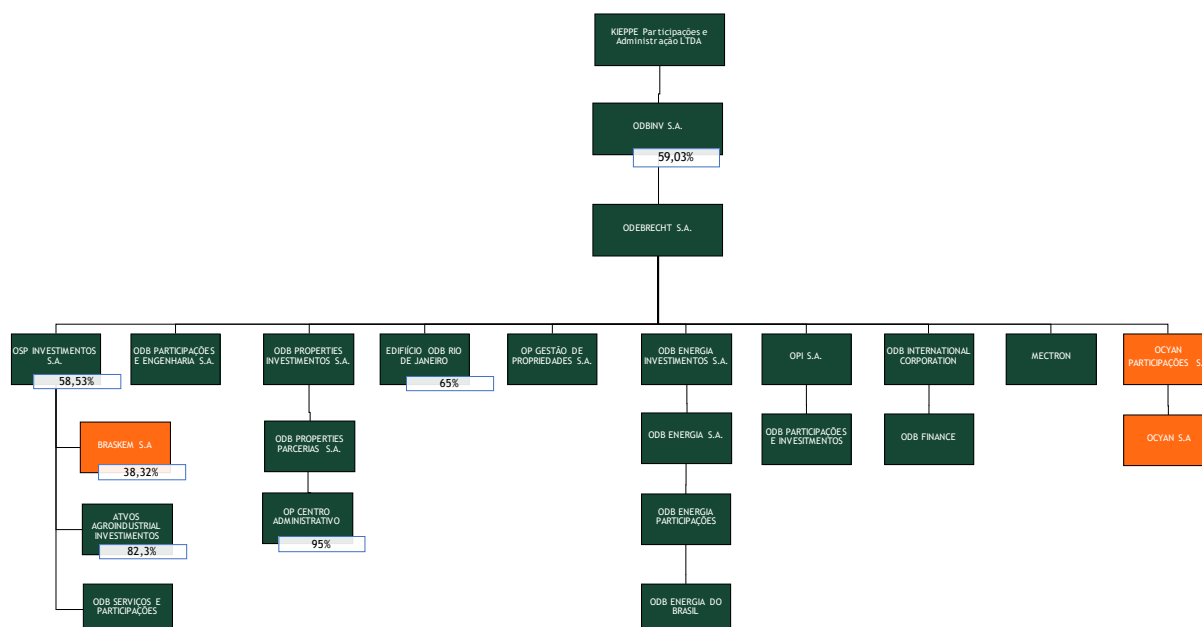 KIEPPE Participações e
Administração LTDA
ODBINV S.A.
59,03%
ODEBRECHT S.A.
OSP INVESTIMENTOS
S.A.
58,53%
ODB PARTICIPAÇÕES
E ENGENHARIA S.A.
ODB PROPERTIES
INVESTIMENTOS S.A.
EDIFIÍCIO ODB RIO DE
JANEIRO
65%
OP GESTÃO DE
PROPRIEDADES S.A.
ODB ENERGIA
INVESTIMENTOS S.A.
OPI S.A.
ODB INTERNATIONAL
CORPORATION
MECTRON
OCYAN
PARTICIPAÇÕES S.A
BRASKEM S.A
38,32%
ODB PROPERTIES
PARCERIAS S.A.
ODB ENERGIA S.A.
ODB PARTICIPAÇÕES
E INVESITMENTOS
ODB FINANCE
OCYAN S.A
ATVOS
AGROINDUSTRIAL
INVESTIMENTOS
82,3%
OP CENTRO
ADMINISTRATIVO
95%
ODB ENERGIA
PARTICIPAÇÕES
ODB SERVIÇOS E
PARTICIPAÇÕES
ODB ENERGIA DO
BRASIL